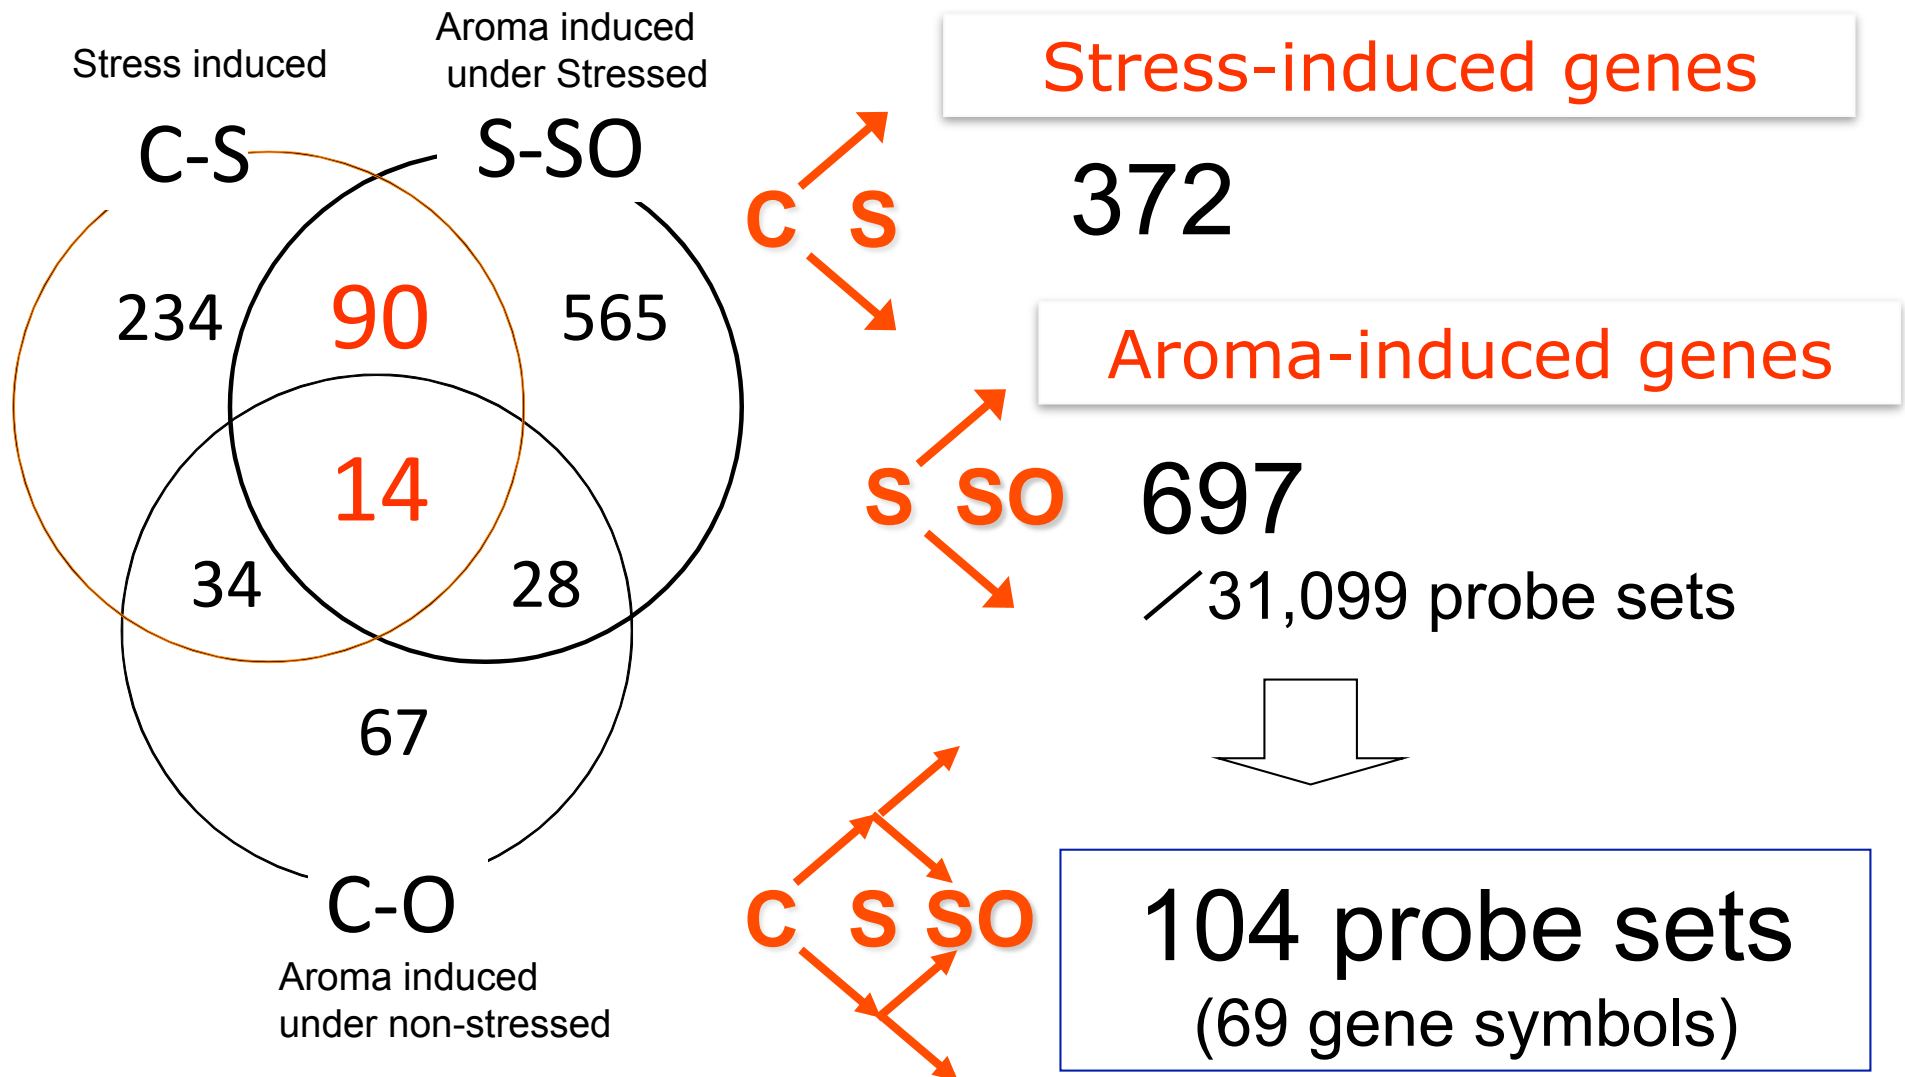 Stress induced
Aroma induced
under Stressed
C-S
S-SO
234
90
565
14
34
28
67
C-O
Aroma induced
under non-stressed
Stress-induced genes
C S
372
Aroma-induced genes
S SO
697
／31,099 probe sets
C S SO
104 probe sets
(69 gene symbols)